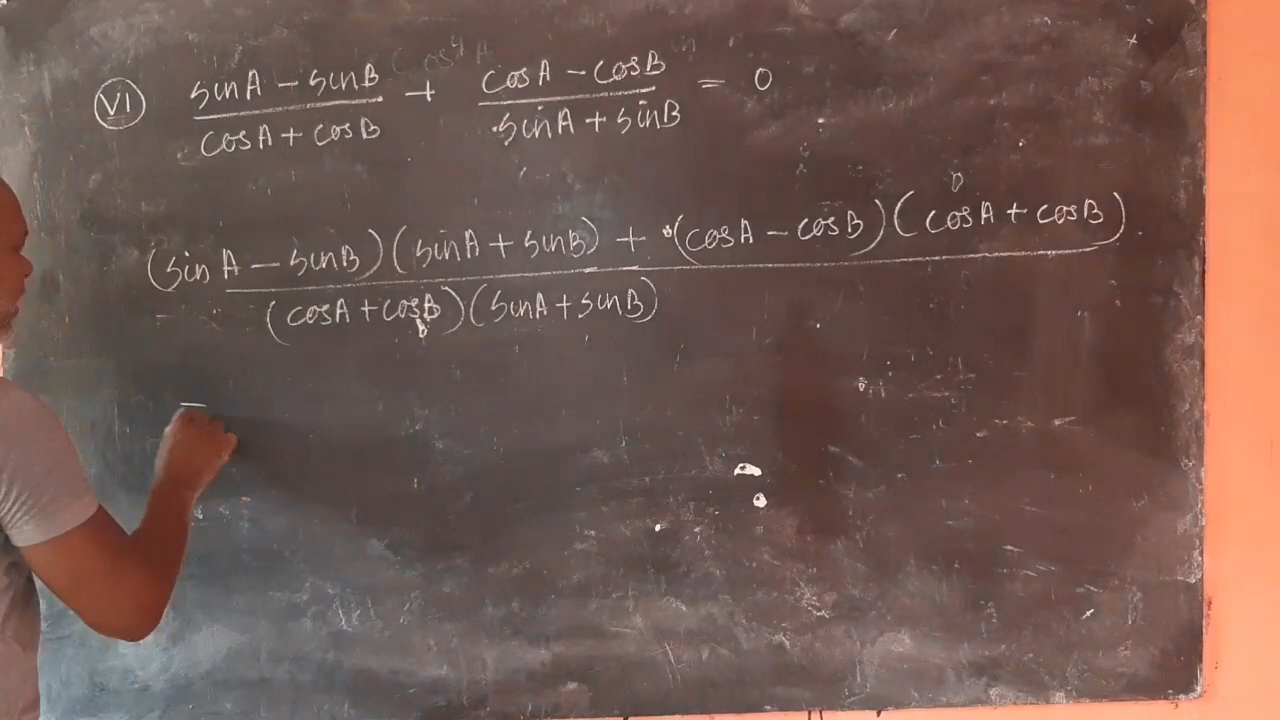 (VI) sinA - sinB / cosA + cosB + cosA - cosB / sinA + sinB = 0
(sinA - sinB)(sinA + sinB) + (cosA - cosB)(cosA + cosB)
(cosA + cosB)(sinA + sinB)